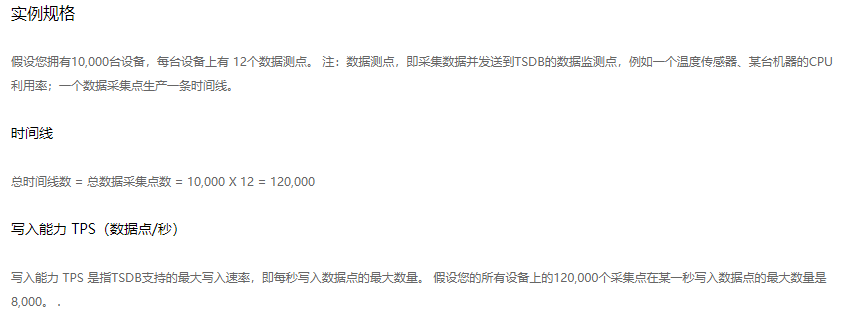 实例规格
假设您拥有10,000台设备，每台设备上有 12个数据测点。 注：数据测点，即采集数据并发送到TSDB的数据监测点，例如一个温度传感器、某台机器的CPU
利用率；一个数据采集点生产一条时间线。
时间线
总时间线数 = 总数据采集点数 = 10,000 X 12 = 120,000
写入能力 TPS（数据点/秒）
写入能力 TPS 是指TSDB支持的最大写入速率，即每秒写入数据点的最大数量。 假设您的所有设备上的120,000个采集点在某一秒写入数据点的最大数量是
8,000。 .